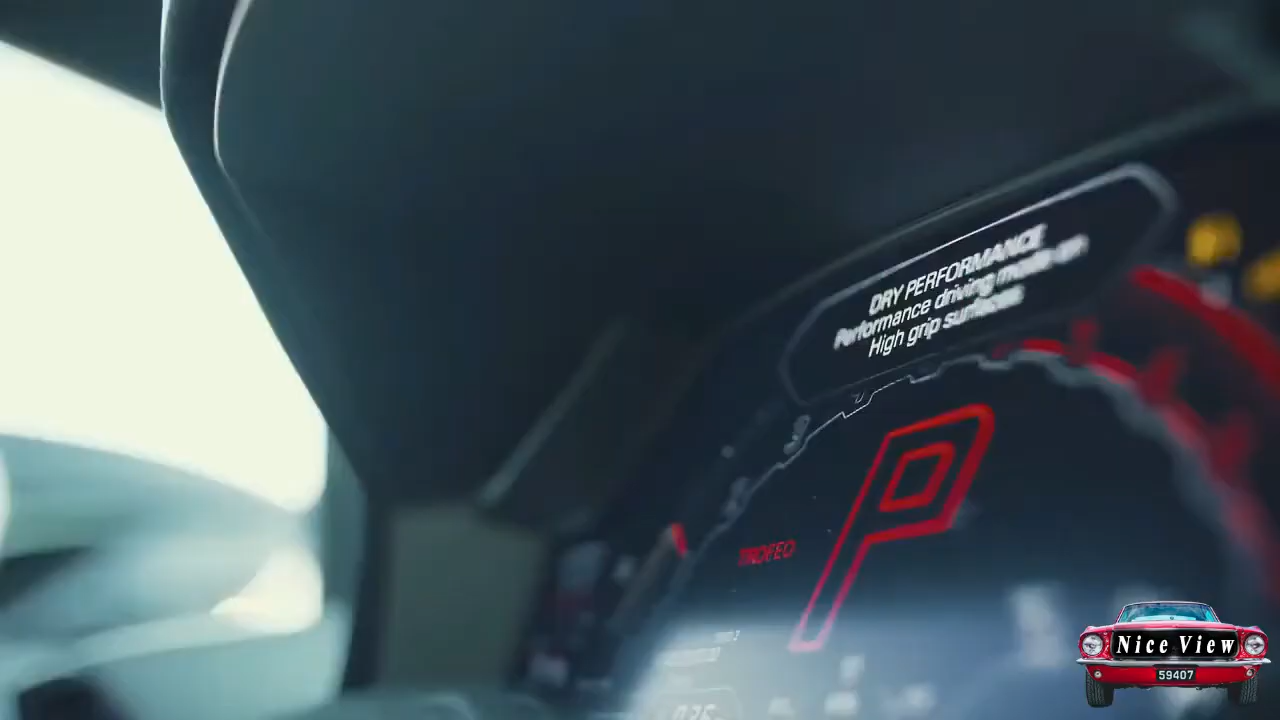 DRY PERFORMANCE
Performance driving mode on
High grip surfaces
P
TROFEO
Nice View
59407